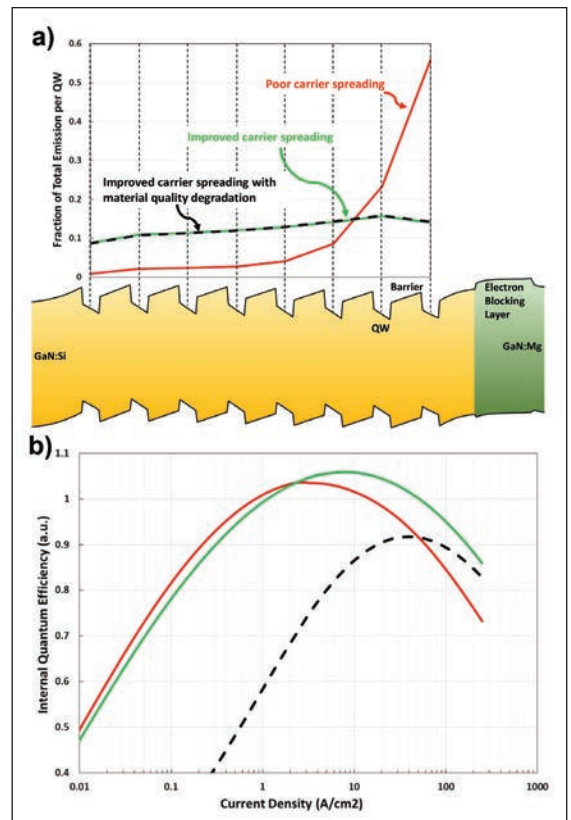 a)
0.6
0.5
0.4
0.3
0.2
0.1
0
Fraction of Total Emission per QW
Poor carrier spreading
Improved carrier spreading
Improved carrier spreading with
material quality degradation
Barrier
QW
GaN:Si
Electron
Blocking
Layer
GaN:Mg
b)
1.1
1
0.9
0.8
0.7
0.6
0.5
0.4
Internal Quantum Efficiency (a.u.)
0.01 0.1 1 10 100 1000
Current Density (A/cm2)